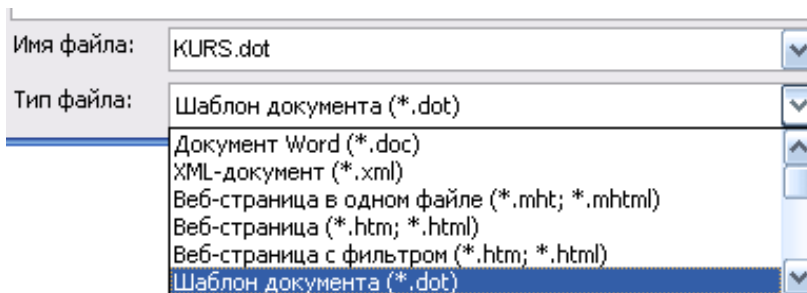 Имя файла: KURS.dot
Тип файла: Шаблон документа (*.dot)
Документ Word (*.doc)
XML-документ (*.xml)
Веб-страница в одном файле (*.mht; *.mhtml)
Веб-страница (*.htm; *.html)
Веб-страница с фильтром (*.htm; *.html)
Шаблон документа (*.dot)